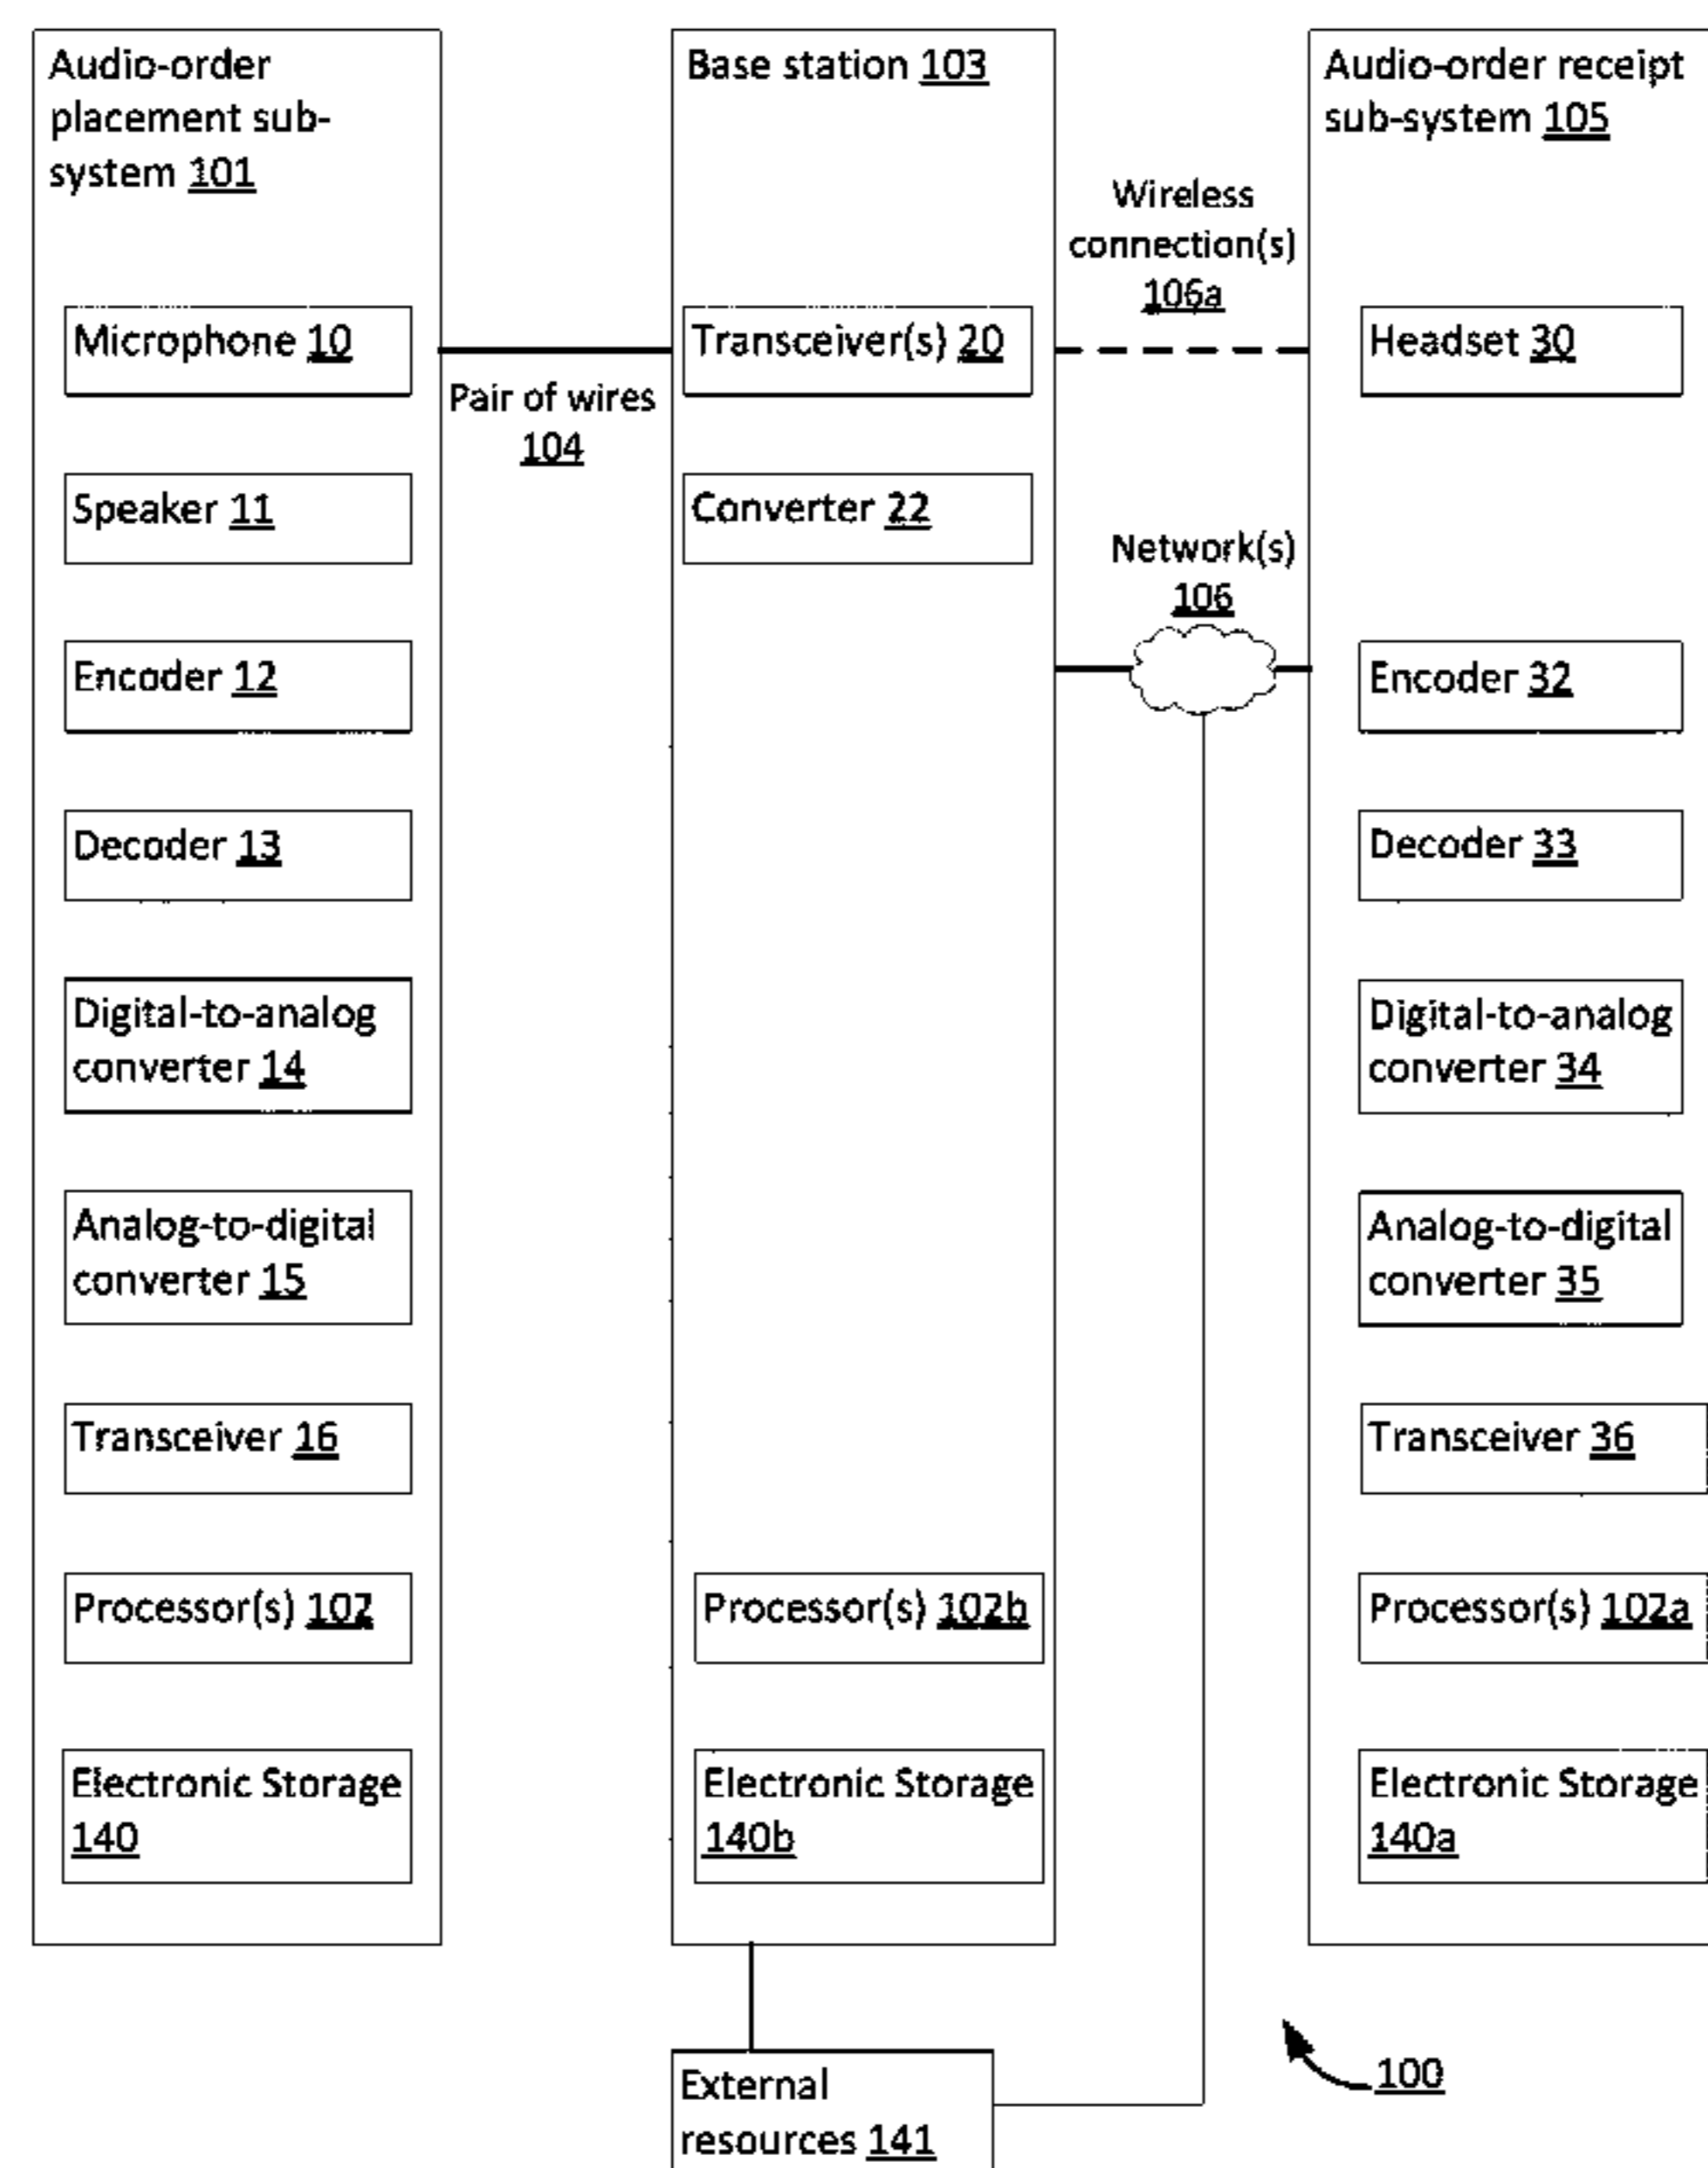 Audio-order
placement sub-
system 101
Microphone 10
Speaker 11
Encoder 12
Decoder 13
Digital-to-analog
converter 14
Analog-to-digital
converter 15
Transceiver 16
Processor(s) 102
Electronic Storage
140
Pair of wires
104
Base station 103
Transceiver(s) 20
Converter 22
Processor(s) 102b
Electronic Storage
140b
Wireless
connection(s)
106a
Network(s)
106
Audio-order receipt
sub-system 105
Headset 30
Encoder 32
Decoder 33
Digital-to-analog
converter 34
Analog-to-digital
converter 35
Transceiver 36
Processor(s) 102a
Electronic Storage
140a
External
resources 141
100